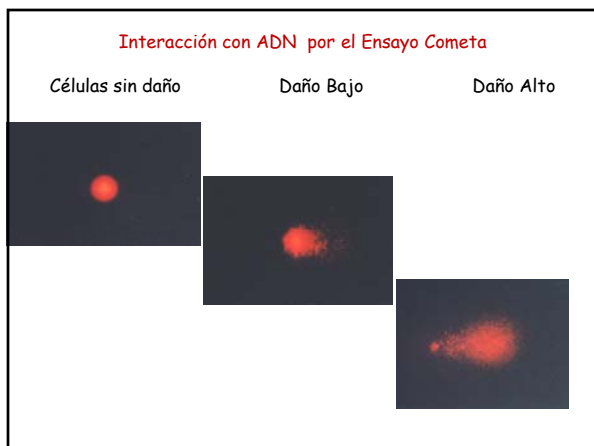 Interacción con ADN por el Ensayo Cometa
Células sin daño Daño Bajo Daño Alto